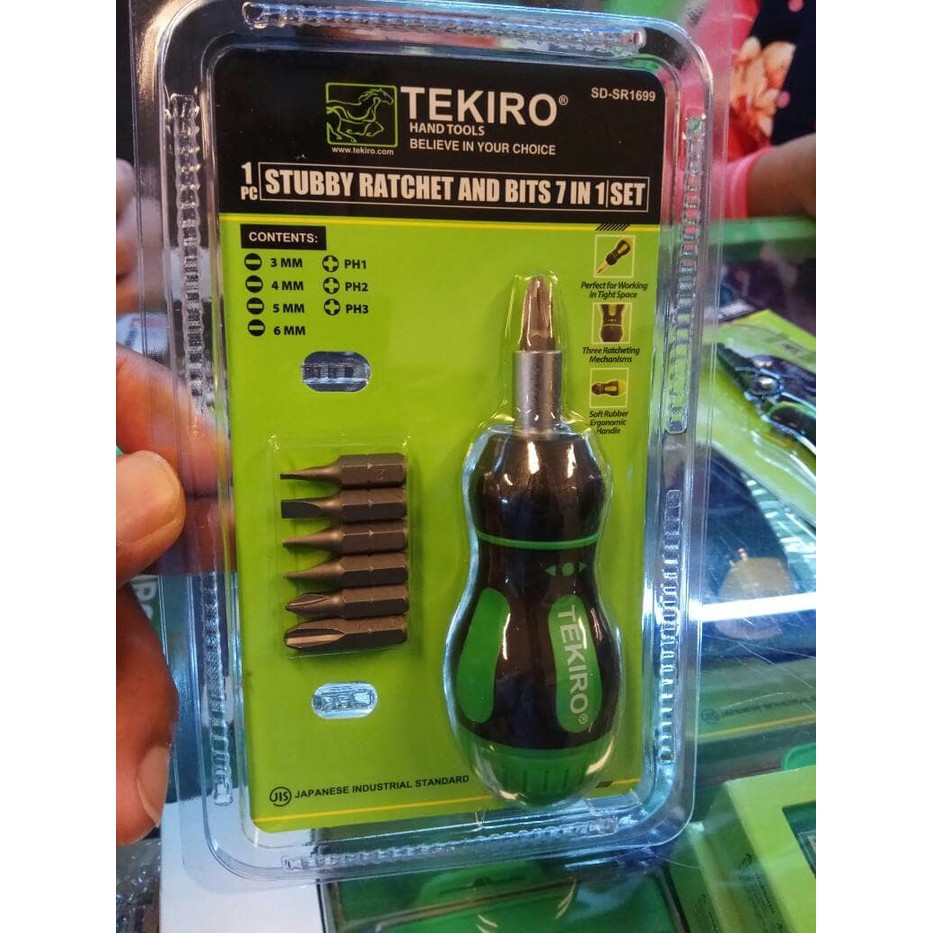 TEKIRO®
SD-SR1699
HAND TOOLS
BELIEVE IN YOUR CHOICE
www.tekiro.com
1 PC STUBBY RATCHET AND BITS 7 IN 1 SET
CONTENTS:
3 MM PH1
4 MM PH2
5 MM PH3
6 MM
Perfect for Working
in Tight Space
Three Ratcheting
Mechanisms
Soft Rubber
Ergonomic
Handle
TEKIRO®
JIS JAPANESE INDUSTRIAL STANDARD